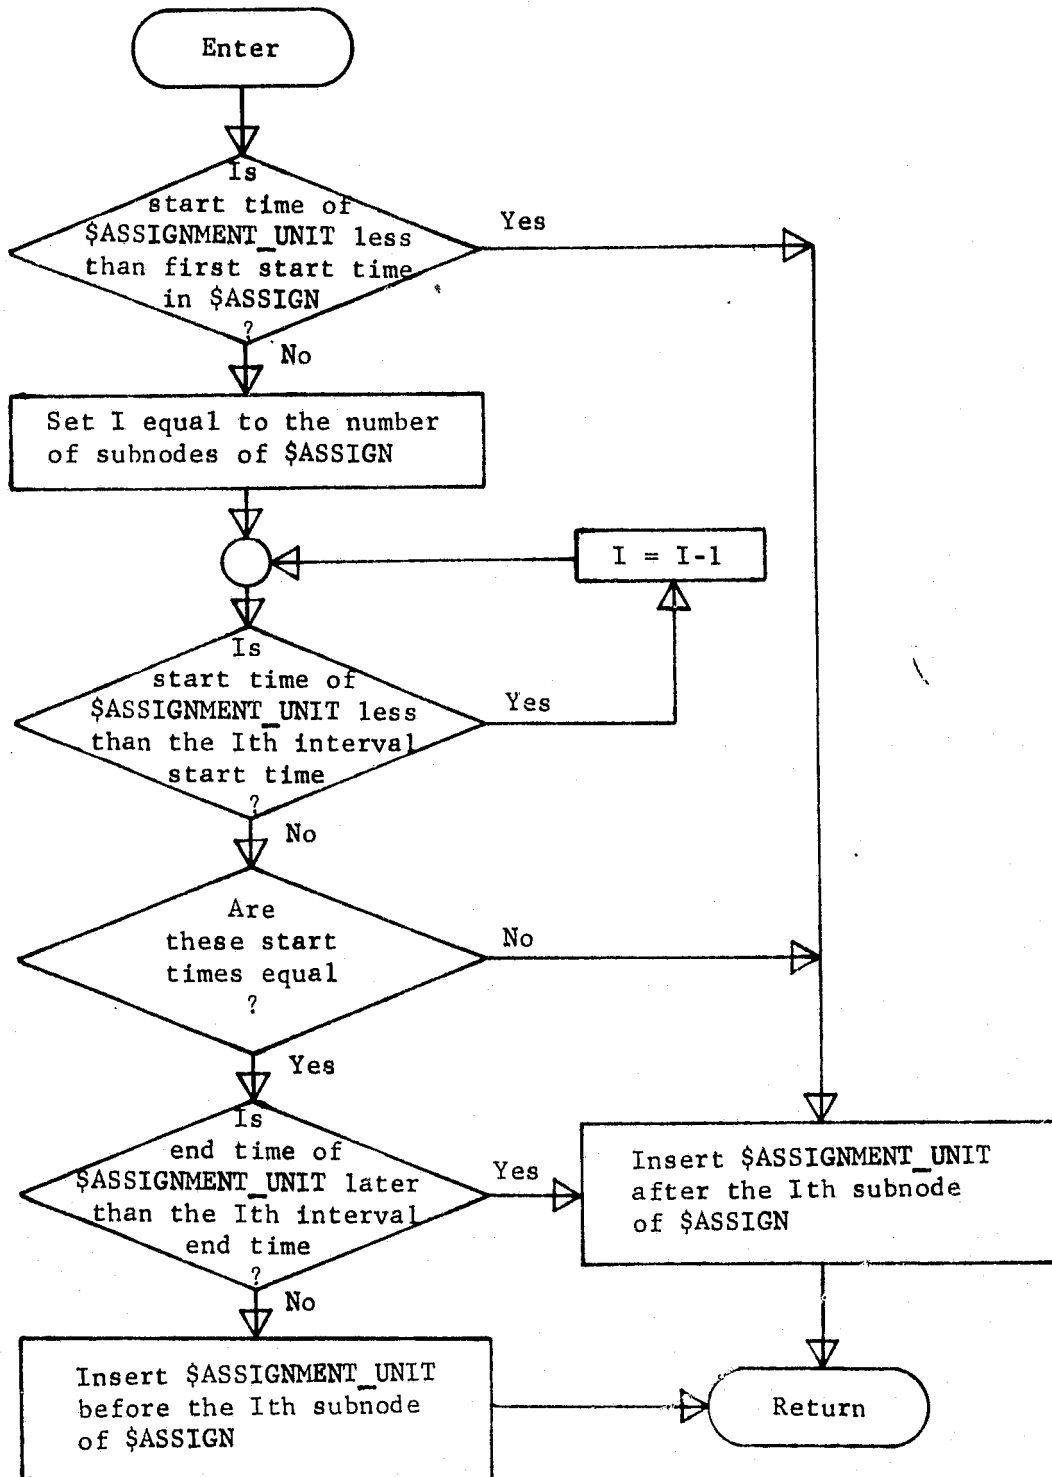 Enter
Is
start time of
$ASSIGNMENT_UNIT less
than first start time
in $ASSIGN
?
Yes
No
Set I equal to the number
of subnodes of $ASSIGN
I = I-1
Is
start time of
$ASSIGNMENT_UNIT less
than the Ith interval
start time
?
Yes
No
Are
these start
times equal
?
No
Yes
Is
end time of
$ASSIGNMENT_UNIT later
than the Ith interval
end time
?
Yes
No
Insert $ASSIGNMENT_UNIT
after the Ith subnode
of $ASSIGN
Insert $ASSIGNMENT_UNIT
before the Ith subnode
of $ASSIGN
Return